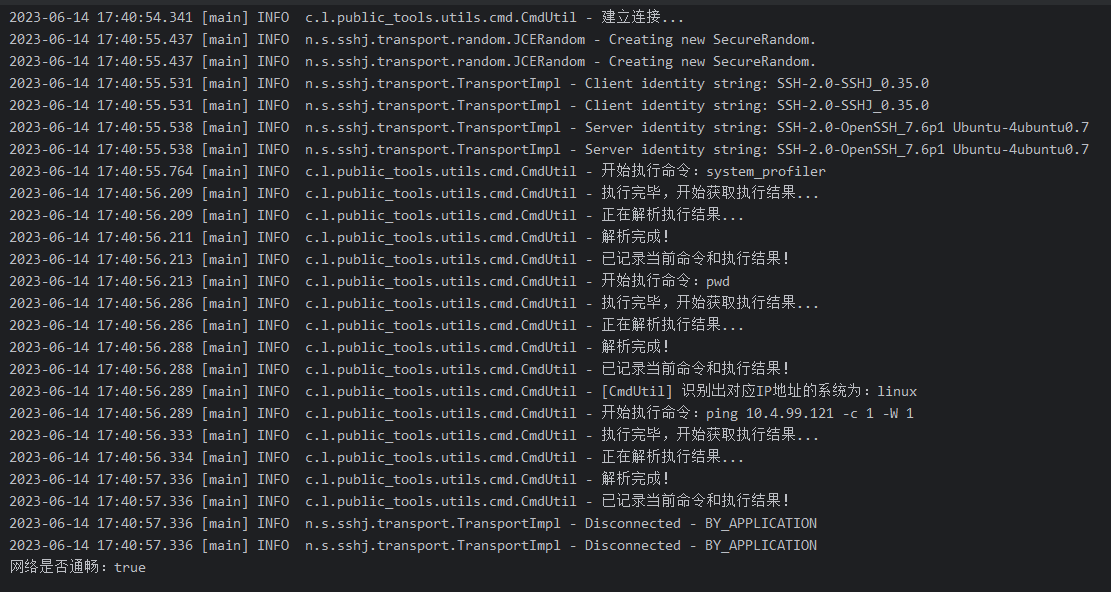 2023-06-14 17:40:54.341 [main] INFO  c.l.public_tools.utils.cmd.CmdUtil - 建立连接...
2023-06-14 17:40:55.437 [main] INFO  n.s.sshj.transport.random.JCERandom - Creating new SecureRandom.
2023-06-14 17:40:55.437 [main] INFO  n.s.sshj.transport.random.JCERandom - Creating new SecureRandom.
2023-06-14 17:40:55.531 [main] INFO  n.s.sshj.transport.TransportImpl - Client identity string: SSH-2.0-SSHJ_0.35.0
2023-06-14 17:40:55.531 [main] INFO  n.s.sshj.transport.TransportImpl - Client identity string: SSH-2.0-SSHJ_0.35.0
2023-06-14 17:40:55.538 [main] INFO  n.s.sshj.transport.TransportImpl - Server identity string: SSH-2.0-OpenSSH_7.6p1 Ubuntu-4ubuntu0.7
2023-06-14 17:40:55.538 [main] INFO  n.s.sshj.transport.TransportImpl - Server identity string: SSH-2.0-OpenSSH_7.6p1 Ubuntu-4ubuntu0.7
2023-06-14 17:40:55.764 [main] INFO  c.l.public_tools.utils.cmd.CmdUtil - 开始执行命令：system_profiler
2023-06-14 17:40:56.209 [main] INFO  c.l.public_tools.utils.cmd.CmdUtil - 执行完毕，开始获取执行结果...
2023-06-14 17:40:56.209 [main] INFO  c.l.public_tools.utils.cmd.CmdUtil - 正在解析执行结果...
2023-06-14 17:40:56.211 [main] INFO  c.l.public_tools.utils.cmd.CmdUtil - 解析完成！
2023-06-14 17:40:56.213 [main] INFO  c.l.public_tools.utils.cmd.CmdUtil - 已记录当前命令和执行结果！
2023-06-14 17:40:56.213 [main] INFO  c.l.public_tools.utils.cmd.CmdUtil - 开始执行命令：pwd
2023-06-14 17:40:56.286 [main] INFO  c.l.public_tools.utils.cmd.CmdUtil - 执行完毕，开始获取执行结果...
2023-06-14 17:40:56.286 [main] INFO  c.l.public_tools.utils.cmd.CmdUtil - 正在解析执行结果...
2023-06-14 17:40:56.288 [main] INFO  c.l.public_tools.utils.cmd.CmdUtil - 解析完成！
2023-06-14 17:40:56.288 [main] INFO  c.l.public_tools.utils.cmd.CmdUtil - 已记录当前命令和执行结果！
2023-06-14 17:40:56.289 [main] INFO  c.l.public_tools.utils.cmd.CmdUtil - [CmdUtil] 识别出对应IP地址的系统为：linux
2023-06-14 17:40:56.289 [main] INFO  c.l.public_tools.utils.cmd.CmdUtil - 开始执行命令：ping 10.4.99.121 -c 1 -W 1
2023-06-14 17:40:56.333 [main] INFO  c.l.public_tools.utils.cmd.CmdUtil - 执行完毕，开始获取执行结果...
2023-06-14 17:40:56.334 [main] INFO  c.l.public_tools.utils.cmd.CmdUtil - 正在解析执行结果...
2023-06-14 17:40:57.336 [main] INFO  c.l.public_tools.utils.cmd.CmdUtil - 解析完成！
2023-06-14 17:40:57.336 [main] INFO  c.l.public_tools.utils.cmd.CmdUtil - 已记录当前命令和执行结果！
2023-06-14 17:40:57.336 [main] INFO  n.s.sshj.transport.TransportImpl - Disconnected - BY_APPLICATION
2023-06-14 17:40:57.336 [main] INFO  n.s.sshj.transport.TransportImpl - Disconnected - BY_APPLICATION
网络是否通畅：true